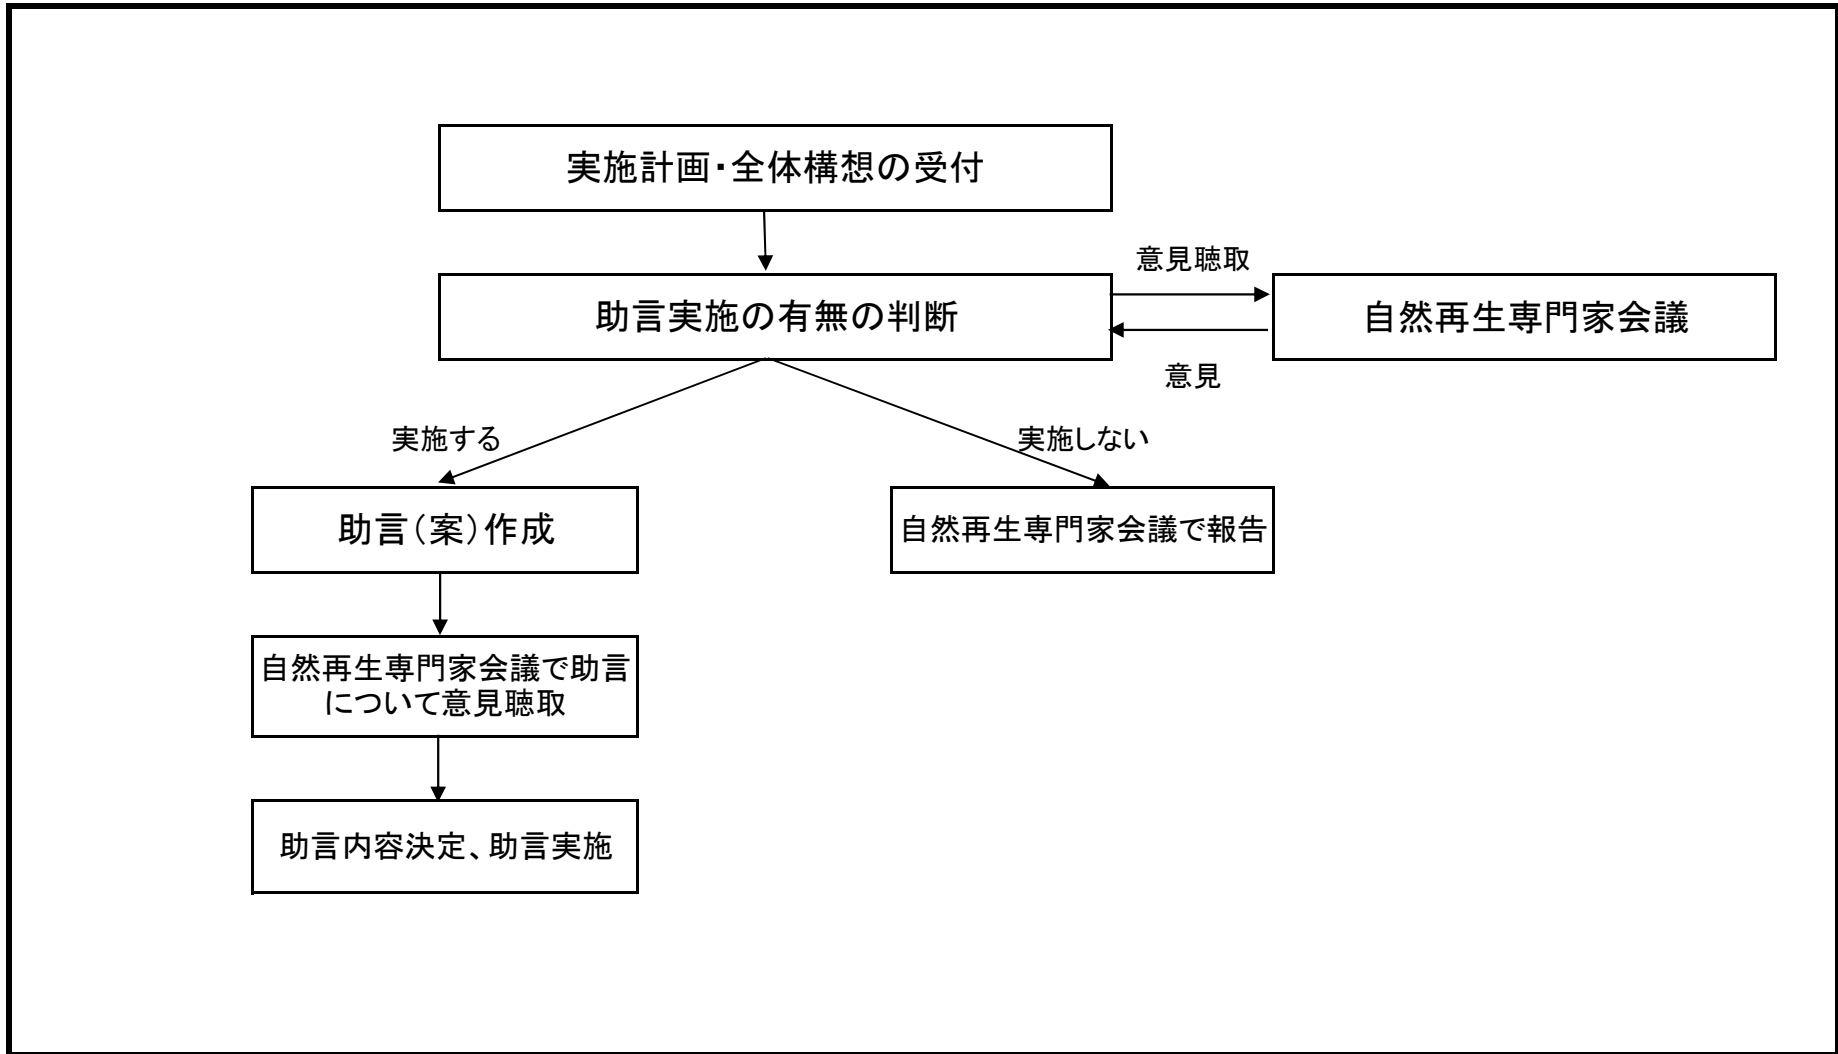 実施計画・全体構想の受付
意見聴取
助言実施の有無の判断
自然再生専門家会議
意見
実施する
実施しない
助言（案）作成
自然再生専門家会議で報告
自然再生専門家会議で助言
について意見聴取
助言内容決定、助言実施